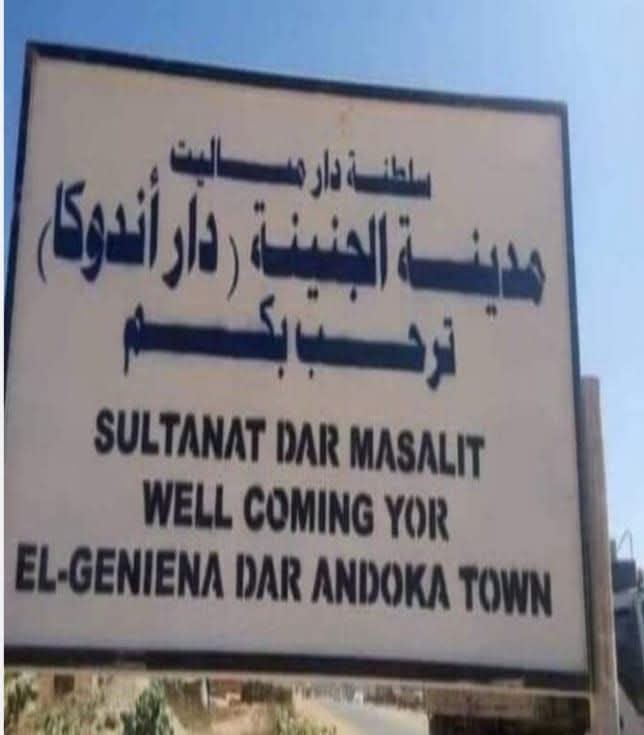 سلطنة دار مساليت
مدينة الجنينة (دار أندوكا)
ترحب بكم
SULTANAT DAR MASALIT
WELL COMING YOR
EL-GENIENA DAR ANDOKA TOWN